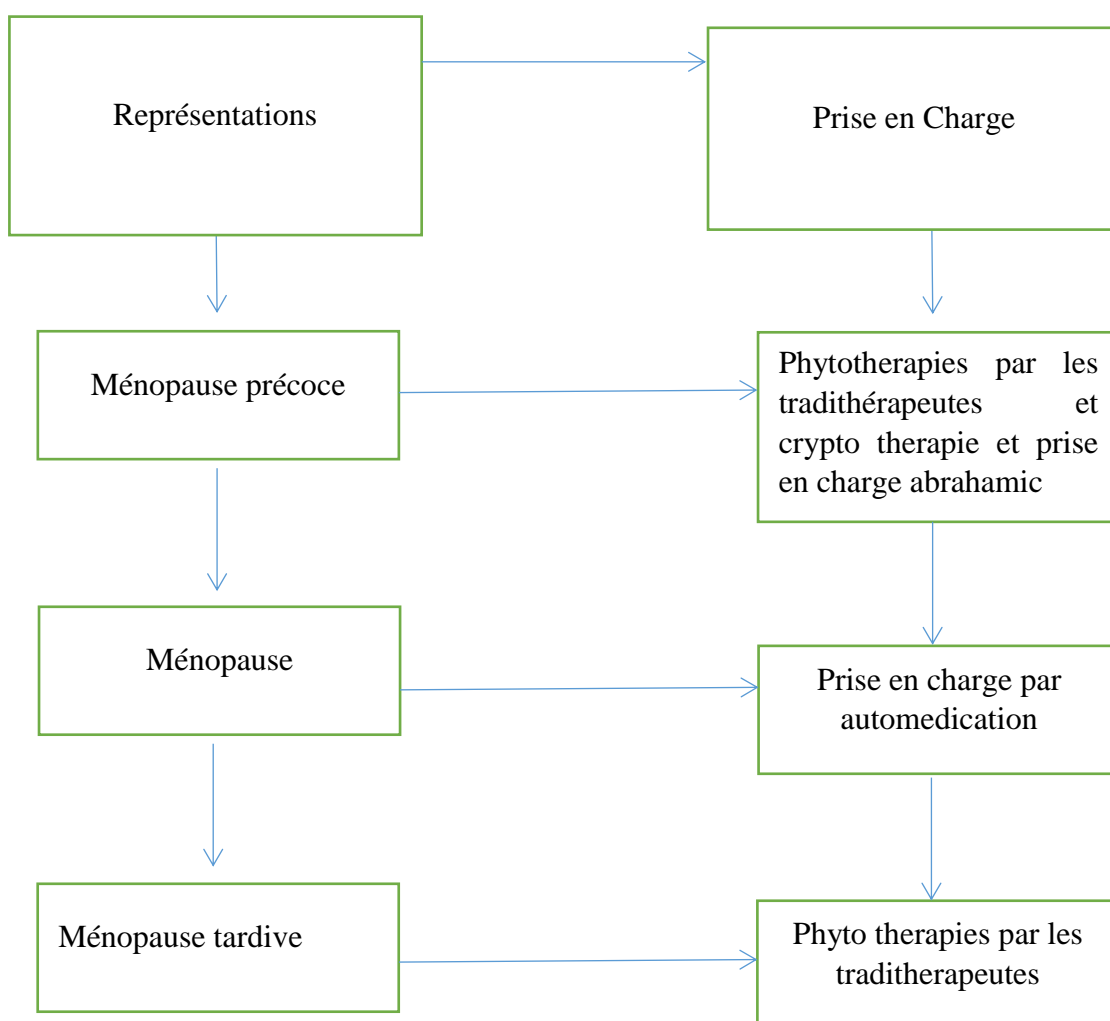 Représentations
Prise en Charge
Ménopause précoce
Phytotherapies par les
tradithérapeutes et
crypto therapie et prise
en charge abrahamic
Ménopause
Prise en charge par
automedication
Ménopause tardive
Phyto therapies par les
traditherapeutes